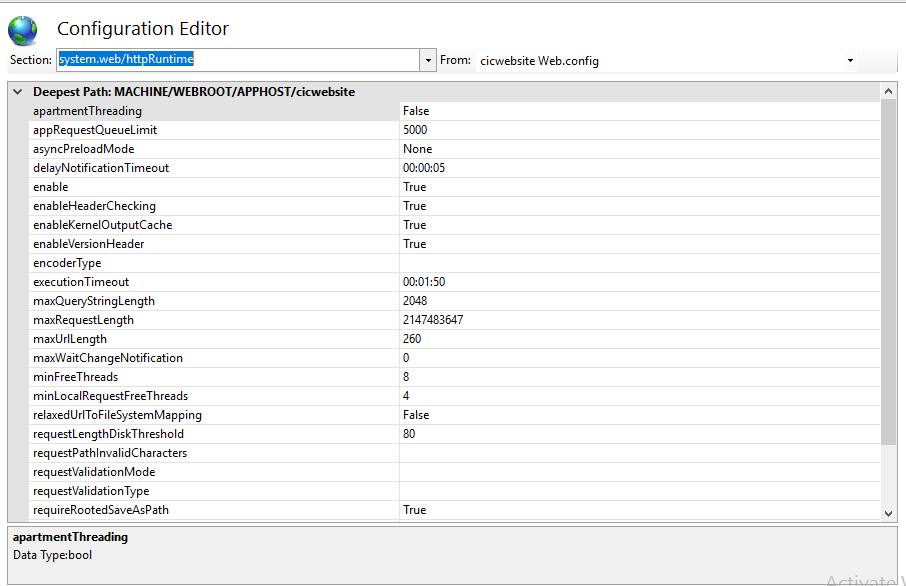 Configuration Editor
Section: system.web/httpRuntime From: cicwebsite Web.config
Deepest Path: MACHINE/WEBROOT/APPHOST/cicwebsite
apartmentThreading False
appRequestQueueLimit 5000
asyncPreloadMode None
delayNotificationTimeout 00:00:05
enable True
enableHeaderChecking True
enableKernelOutputCache True
enableVersionHeader True
encoderType
executionTimeout 00:01:50
maxQueryStringLength 2048
maxRequestLength 2147483647
maxUrlLength 260
maxWaitChangeNotification 0
minFreeThreads 8
minLocalRequestFreeThreads 4
relaxedUrlToFileSystemMapping False
requestLengthDiskThreshold 80
requestPathInvalidCharacters
requestValidationMode
requestValidationType
requireRootedSaveAsPath True
apartmentThreading
Data Type:bool
Activate